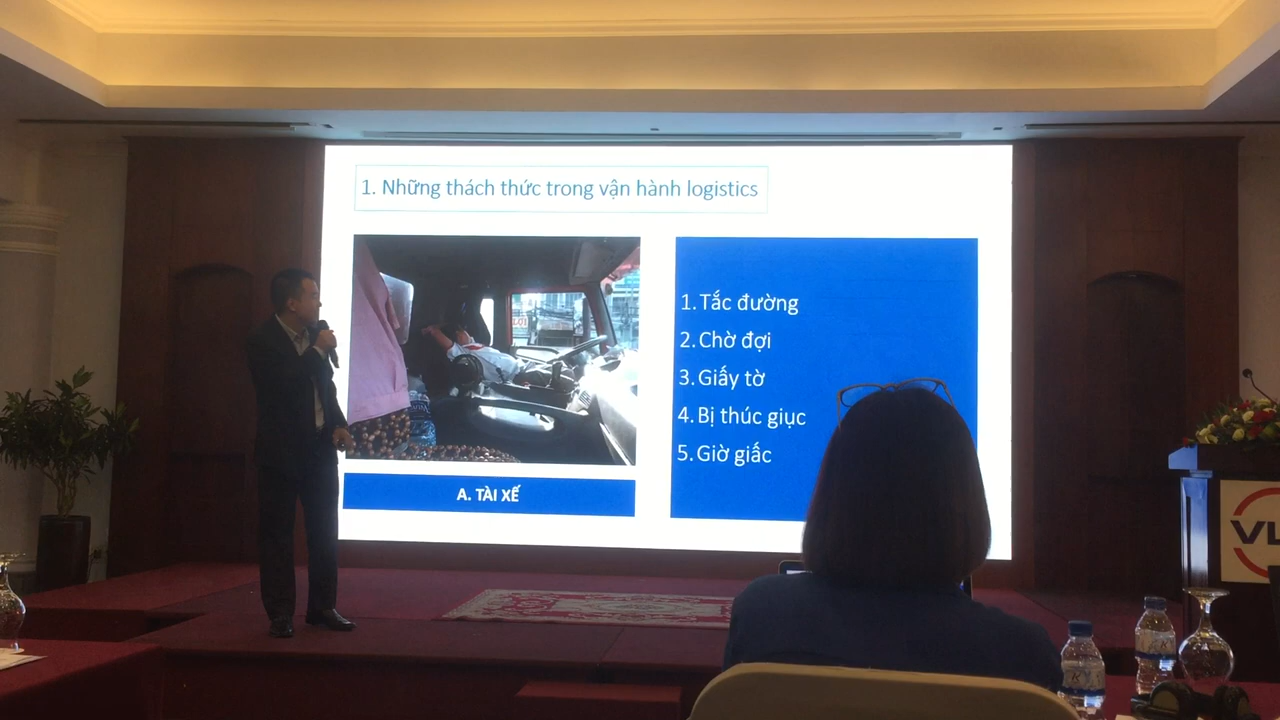 1. Những thách thức trong vận hành logistics
1. Tắc đường
2. Chờ đợi
3. Giấy tờ
4. Bị thúc giục
5. Giờ giấc
A. TÀI XẾ
VL